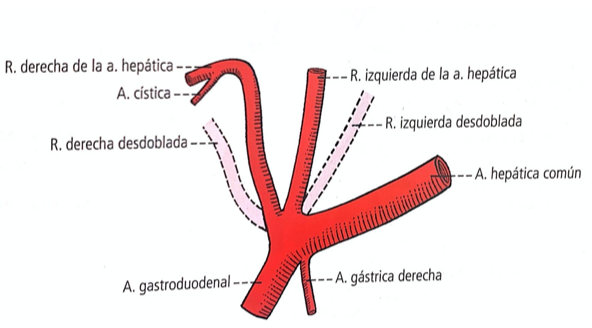 R. derecha de la a. hepática
A. cística
R. derecha desdoblada
R. izquierda de la a. hepática
R. izquierda desdoblada
A. hepática común
A. gastroduodenal
A. gástrica derecha